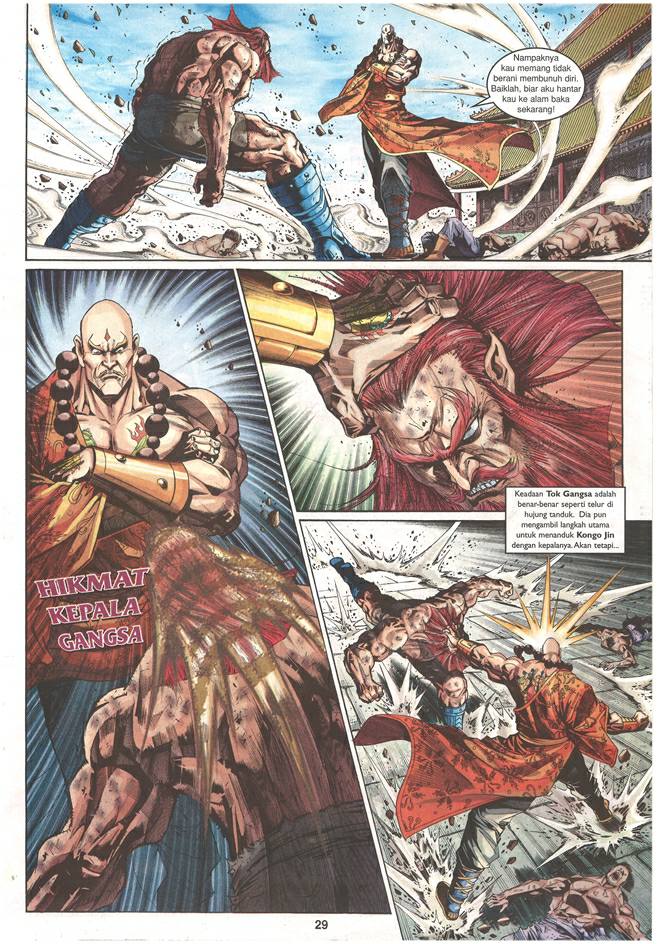 Nampaknya
kau memang tidak
berani membunuh diri.
Baiklah, biar aku hantar
kau ke alam baka
sekarang!
Keadaan Tok Gangsa adalah
benar-benar seperti telur di
hujung tanduk. Dia pun
mengambil langkah utama
untuk menanduk Kongo Jin
dengan kepalanya. Akan tetapi...
HIKMAT
KEPALA
GANGSA
29